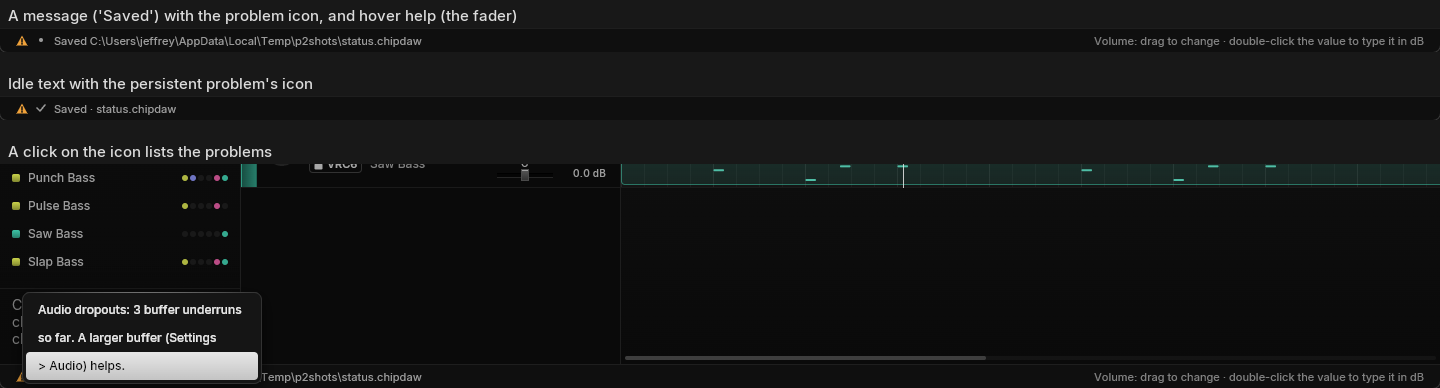 A message ('Saved') with the problem icon, and hover help (the fader)
Saved C:\Users\jeffrey\AppData\Local\Temp\p2shots\status.chipdaw
Volume: drag to change · double-click the value to type it in dB
Idle text with the persistent problem's icon
Saved · status.chipdaw
A click on the icon lists the problems
VRC6 Saw Bass
Punch Bass
0.0 dB
Pulse Bass
Saw Bass
Slap Bass
Audio dropouts: 3 buffer underruns
so far. A larger buffer (Settings
> Audio) helps.
Temp\p2shots\status.chipdaw
Volume: drag to change · double-click the value to type it in dB